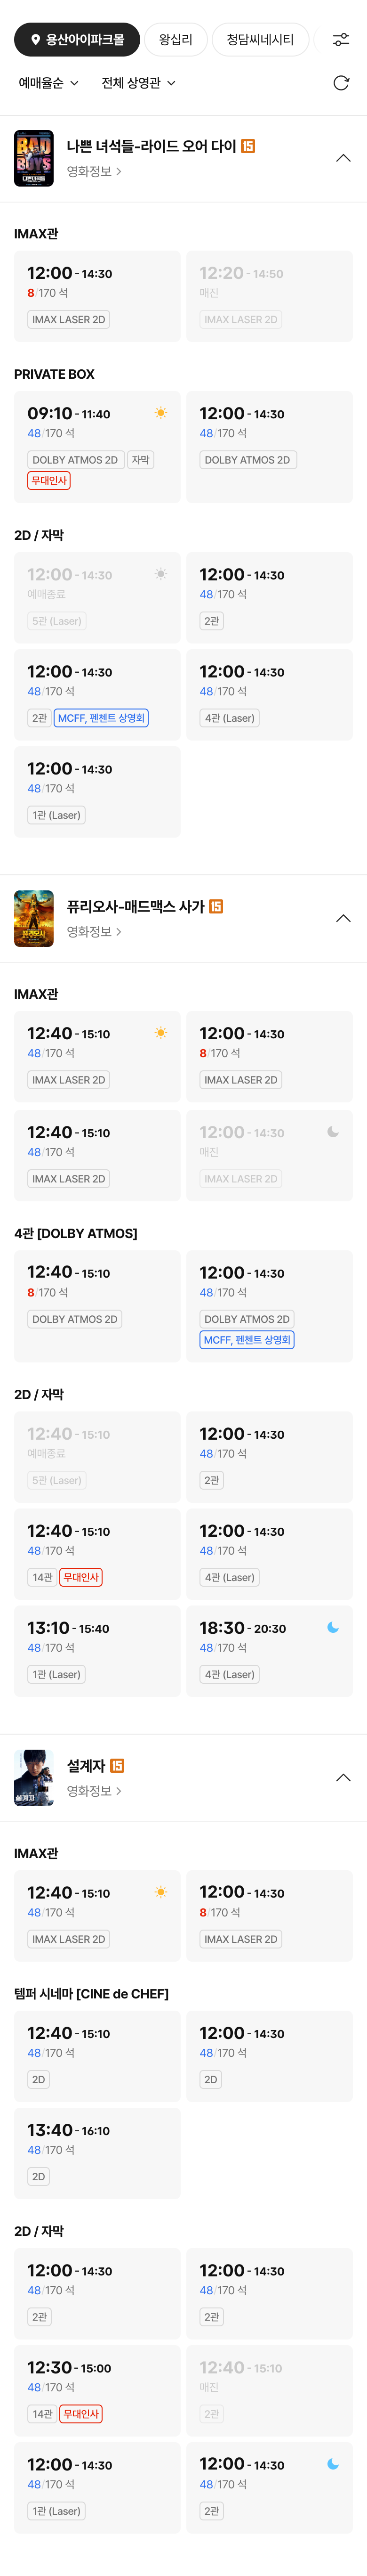 용산아이파크몰 왕십리 청담씨네시티
예매율순 전체 상영관
BAD BOYS
나쁜 녀석들-라이드 오어 다이 15
영화정보
IMAX관
12:00 - 14:30
8/170 석
IMAX LASER 2D
12:20 - 14:50
매진
IMAX LASER 2D
PRIVATE BOX
09:10 - 11:40
48/170 석
DOLBY ATMOS 2D 자막
무대인사
12:00 - 14:30
48/170 석
DOLBY ATMOS 2D
2D / 자막
12:00 - 14:30
예매종료
5관 (Laser)
12:00 - 14:30
48/170 석
2관
12:00 - 14:30
48/170 석
2관 MCFF, 펜첸트 상영회
12:00 - 14:30
48/170 석
4관 (Laser)
12:00 - 14:30
48/170 석
1관 (Laser)
퓨리오사-매드맥스 사가 15
영화정보
IMAX관
12:40 - 15:10
48/170 석
IMAX LASER 2D
12:00 - 14:30
8/170 석
IMAX LASER 2D
12:40 - 15:10
48/170 석
IMAX LASER 2D
12:00 - 14:30
매진
IMAX LASER 2D
4관 [DOLBY ATMOS]
12:40 - 15:10
8/170 석
DOLBY ATMOS 2D
12:00 - 14:30
48/170 석
DOLBY ATMOS 2D
MCFF, 펜첸트 상영회
2D / 자막
12:40 - 15:10
예매종료
5관 (Laser)
12:00 - 14:30
48/170 석
2관
12:40 - 15:10
48/170 석
14관 무대인사
12:00 - 14:30
48/170 석
4관 (Laser)
13:10 - 15:40
48/170 석
1관 (Laser)
18:30 - 20:30
48/170 석
4관 (Laser)
설계자
설계자 15
영화정보
IMAX관
12:40 - 15:10
48/170 석
IMAX LASER 2D
12:00 - 14:30
8/170 석
IMAX LASER 2D
템퍼 시네마 [CINE de CHEF]
12:40 - 15:10
48/170 석
2D
12:00 - 14:30
48/170 석
2D
13:40 - 16:10
48/170 석
2D
2D / 자막
12:00 - 14:30
48/170 석
2관
12:00 - 14:30
48/170 석
2관
12:30 - 15:00
48/170 석
14관 무대인사
12:40 - 15:10
매진
2관
12:00 - 14:30
48/170 석
1관 (Laser)
12:00 - 14:30
48/170 석
2관